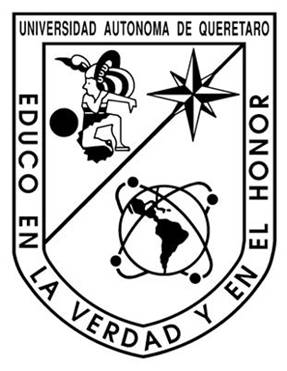 UNIVERSIDAD AUTONOMA DE QUERETARO
EDUCO EN LA VERDAD Y EN EL HONOR